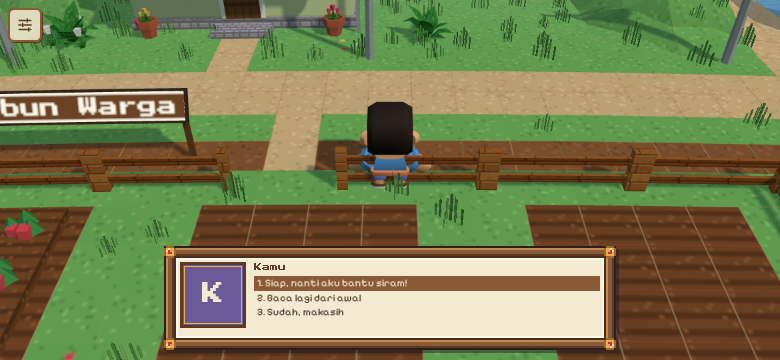 bun Warga
Kamu
K
1. Siap, nanti aku bantu siram!
2. Baca lagi dari awal
3. Sudah, makasih